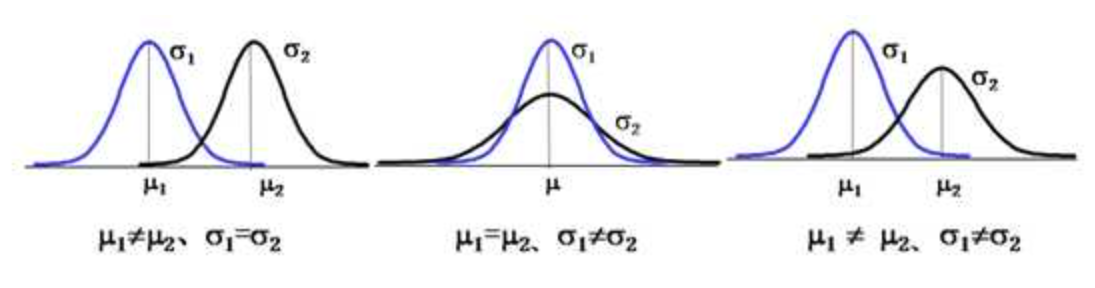 σ₁ σ₂ σ₁ σ₂ σ₁ σ₂
μ₁ μ₂ μ μ₁ μ₂
μ₁≠μ₂、σ₁=σ₂ μ₁=μ₂、σ₁≠σ₂ μ₁ ≠ μ₂、σ₁≠σ₂